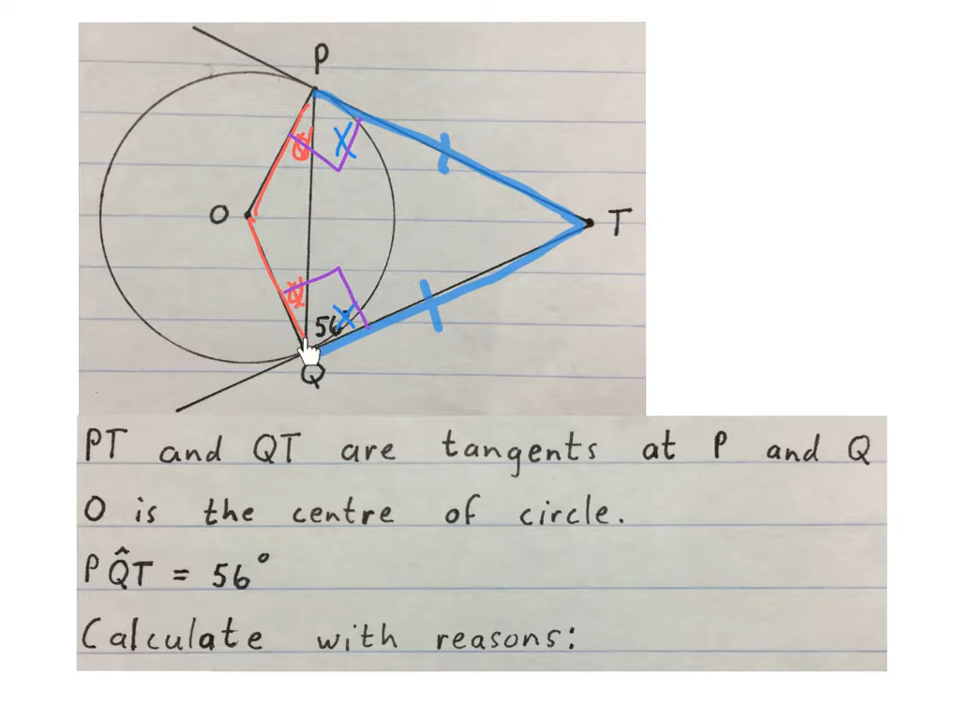 P
O
T
56°
Q
PT and QT are tangents at P and Q
O is the centre of circle.
PQ̂T = 56°
Calculate with reasons: